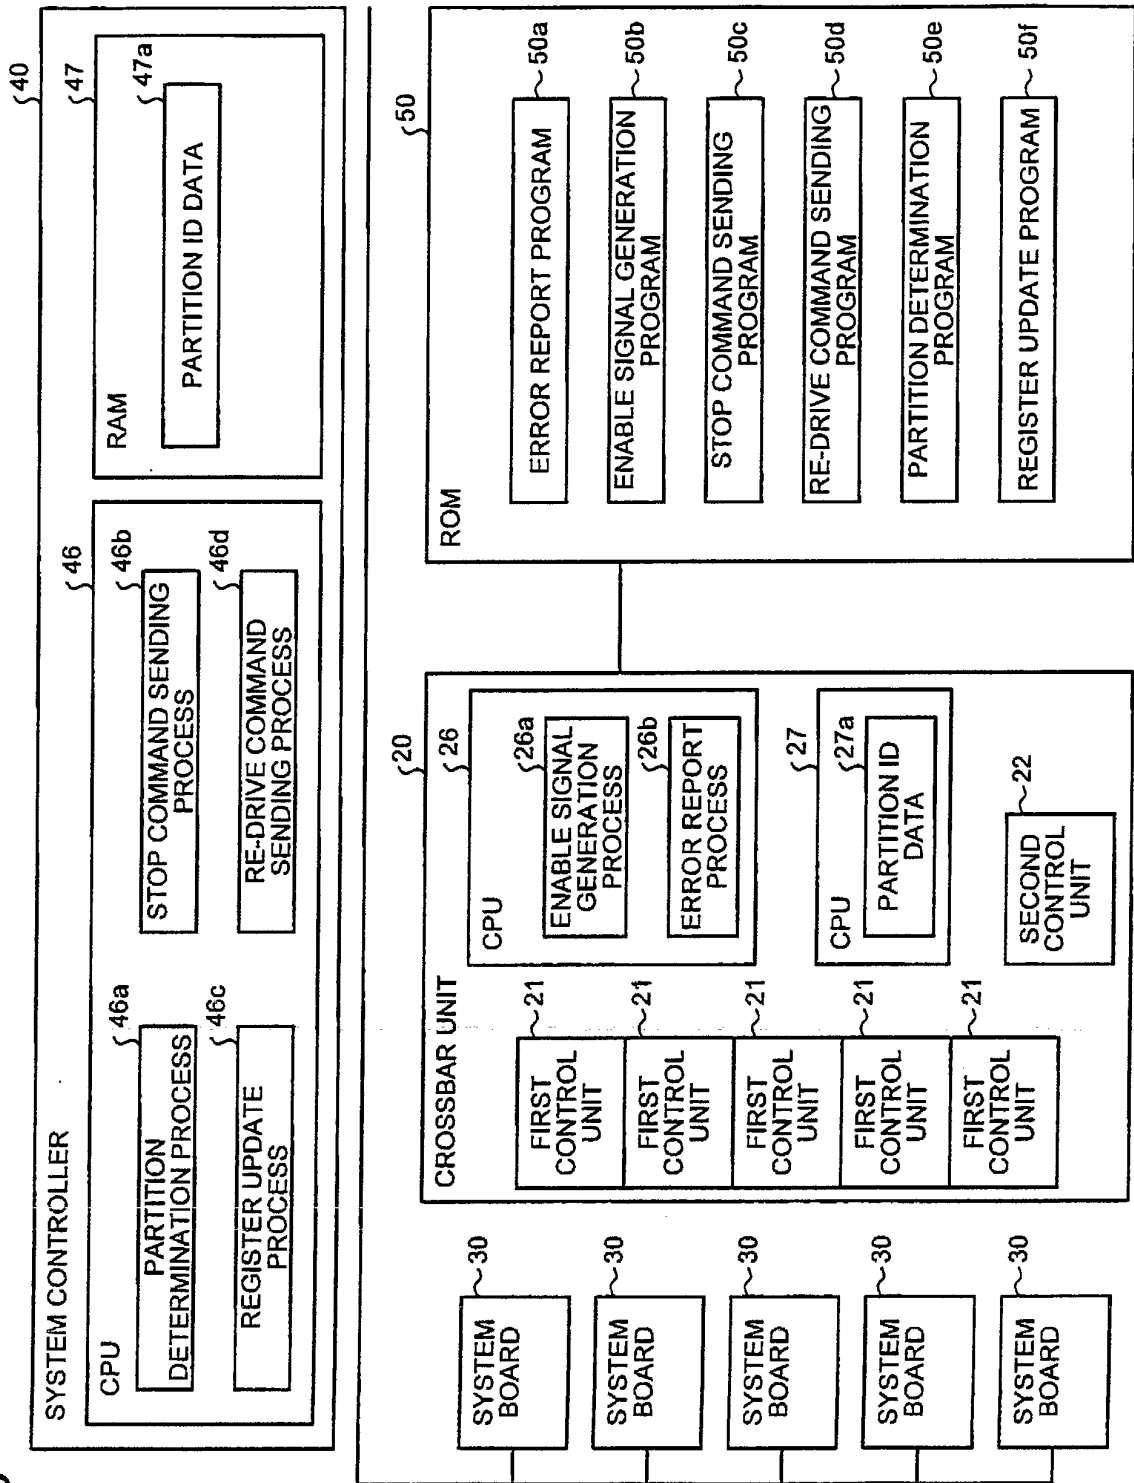 SYSTEM CONTROLLER
40
CPU
46
PARTITION
DETERMINATION PROCESS
46a
STOP COMMAND SENDING
PROCESS
46b
REGISTER UPDATE
PROCESS
46c
RE-DRIVE COMMAND
SENDING PROCESS
46d
RAM
47
PARTITION ID DATA
47a
SYSTEM
BOARD
30
SYSTEM
BOARD
30
SYSTEM
BOARD
30
SYSTEM
BOARD
30
SYSTEM
BOARD
30
CROSSBAR UNIT
20
FIRST
CONTROL
UNIT
21
FIRST
CONTROL
UNIT
21
FIRST
CONTROL
UNIT
21
FIRST
CONTROL
UNIT
21
FIRST
CONTROL
UNIT
21
CPU
26
ENABLE SIGNAL
GENERATION
PROCESS
26a
ERROR REPORT
PROCESS
26b
CPU
27
PARTITION ID
DATA
27a
SECOND
CONTROL
UNIT
22
ROM
50
ERROR REPORT PROGRAM
50a
ENABLE SIGNAL GENERATION
PROGRAM
50b
STOP COMMAND SENDING
PROGRAM
50c
RE-DRIVE COMMAND SENDING
PROGRAM
50d
PARTITION DETERMINATION
PROGRAM
50e
REGISTER UPDATE PROGRAM
50f